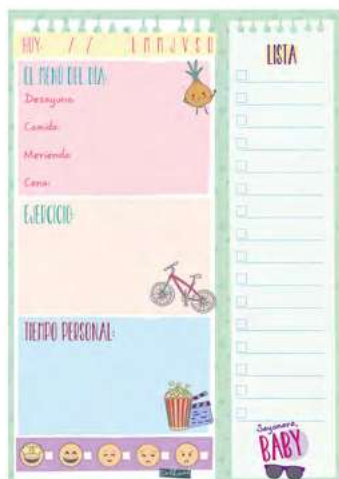 HOY: / / L M M J V S D
EL MENÚ DEL DÍA:
Desayuno:
Comida:
Merienda:
Cena:
EJERCICIO:
TIEMPO PERSONAL:
LISTA
Sayonara,
BABY